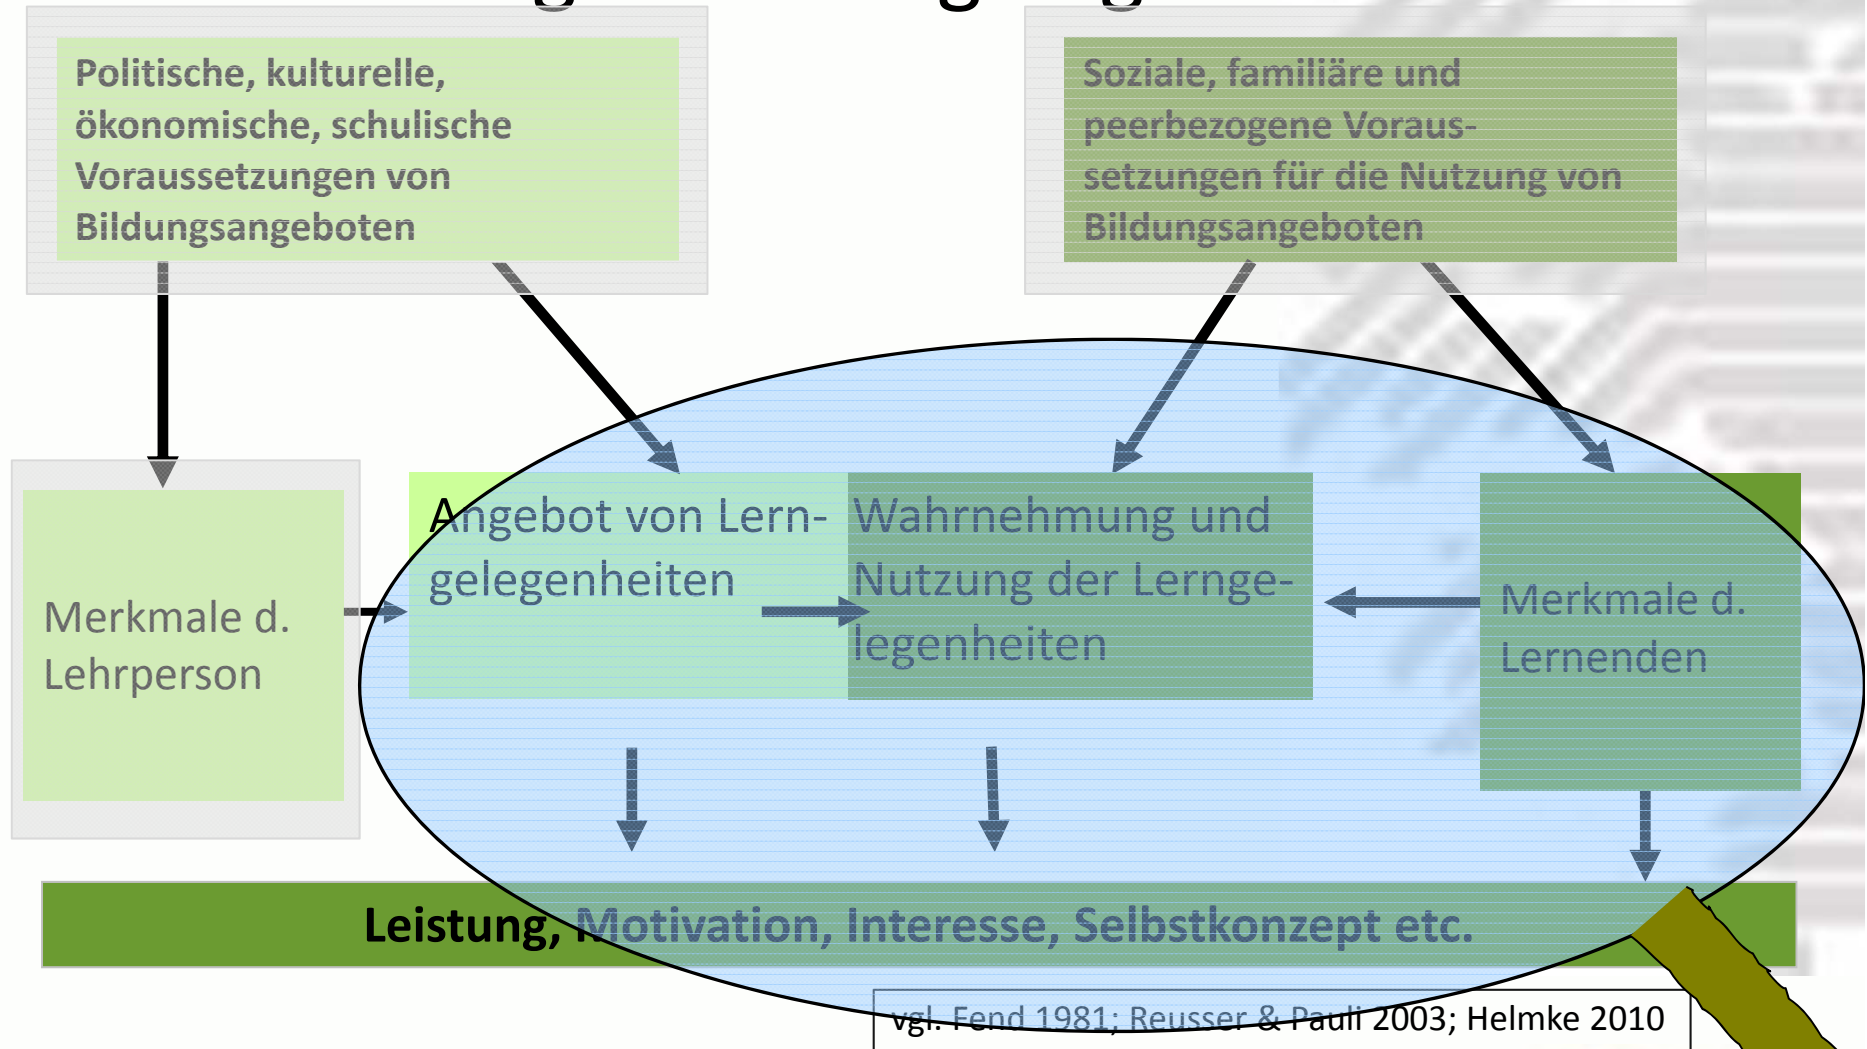 Politische, kulturelle,
ökonomische, schulische
Voraussetzungen von
Bildungsangeboten
Soziale, familiäre und
peerbezogene Voraus-
setzungen für die Nutzung von
Bildungsangeboten
Merkmale d.
Lehrperson
Angebot von Lern-
gelegenheiten
Wahrnehmung und
Nutzung der Lernge-
legenheiten
Merkmale d.
Lernenden
Leistung, Motivation, Interesse, Selbstkonzept etc.
vgl. Fend 1981; Reusser & Pauli 2003; Helmke 2010